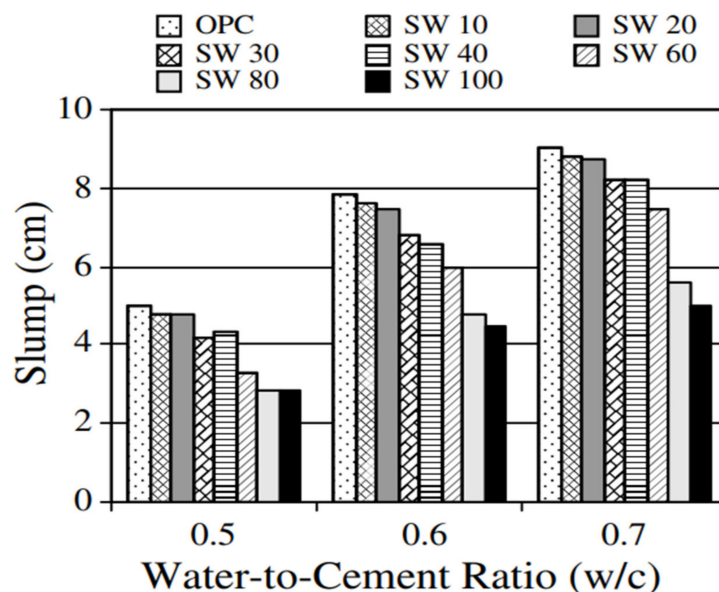 OPC SW 10 SW 20
SW 30 SW 40 SW 60
SW 80 SW 100
10
8
6
4
2
0
Slump (cm)
0.5 0.6 0.7
Water-to-Cement Ratio (w/c)